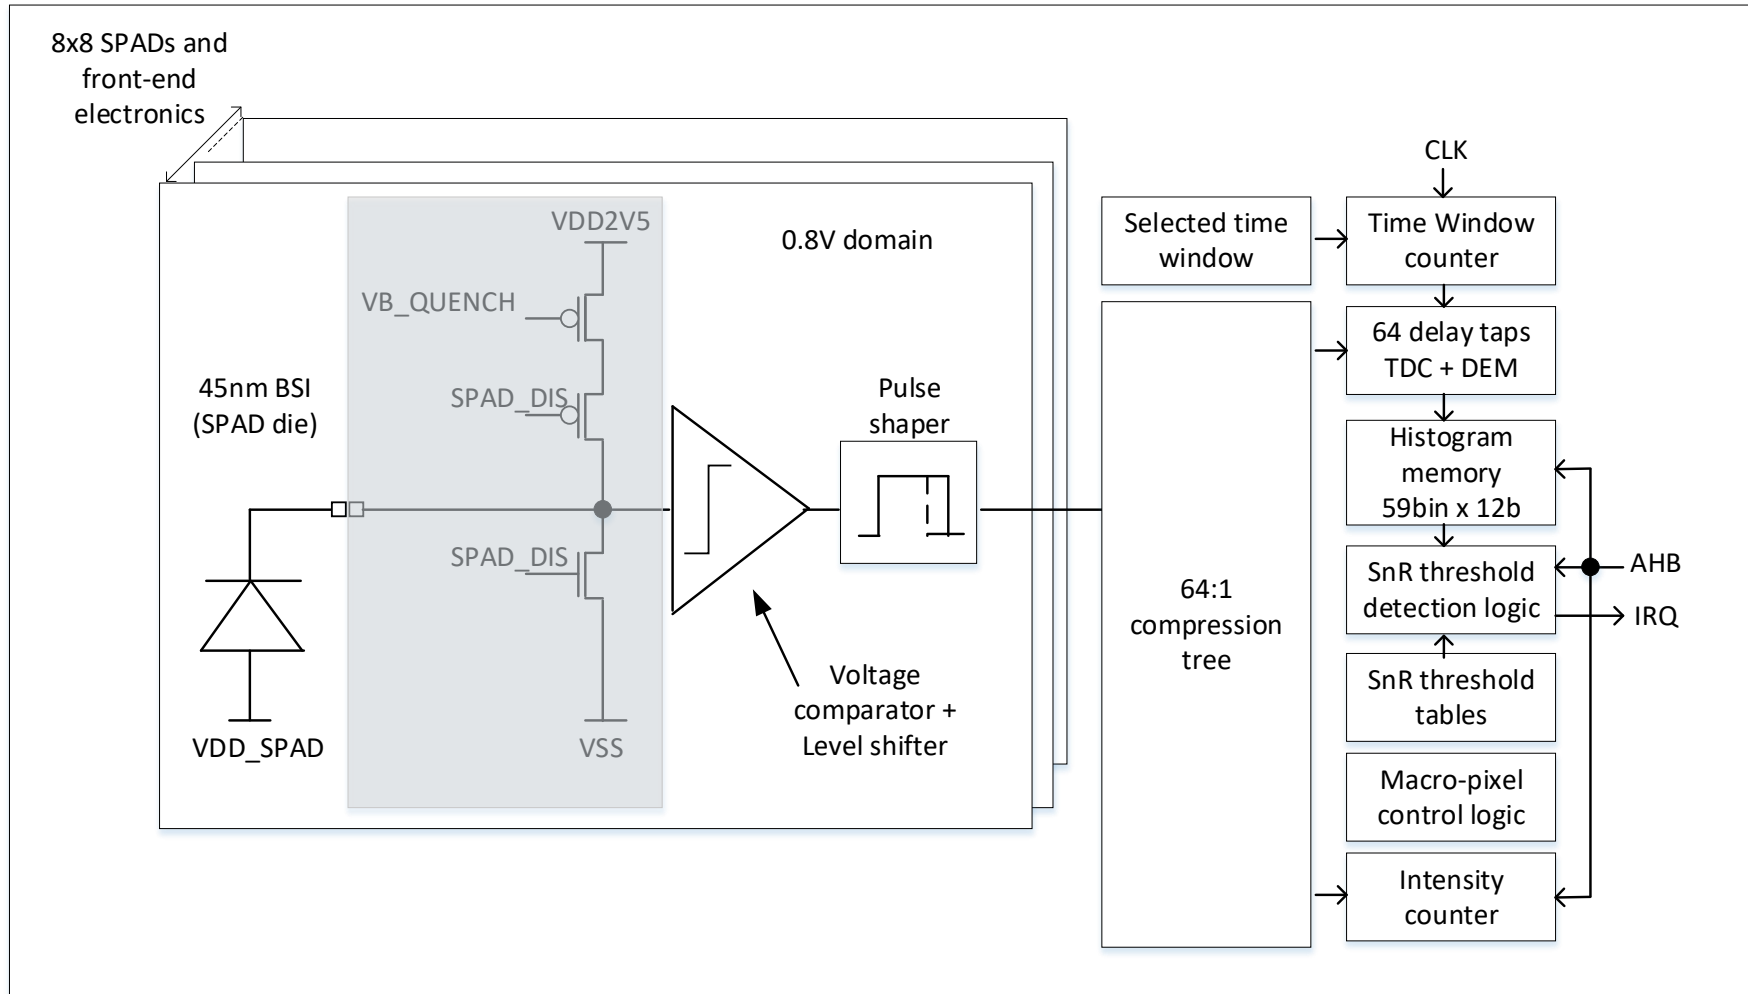 8x8 SPADs and
front-end
electronics
VDD2V5
0.8V domain
VB_QUENCH
45nm BSI
(SPAD die)
SPAD_DIS
Pulse
shaper
SPAD_DIS
Voltage
comparator +
Level shifter
VDD_SPAD
VSS
64:1
compression
tree
CLK
Selected time
window
Time Window
counter
64 delay taps
TDC + DEM
Histogram
memory
59bin x 12b
SnR threshold
detection logic
AHB
IRQ
SnR threshold
tables
Macro-pixel
control logic
Intensity
counter